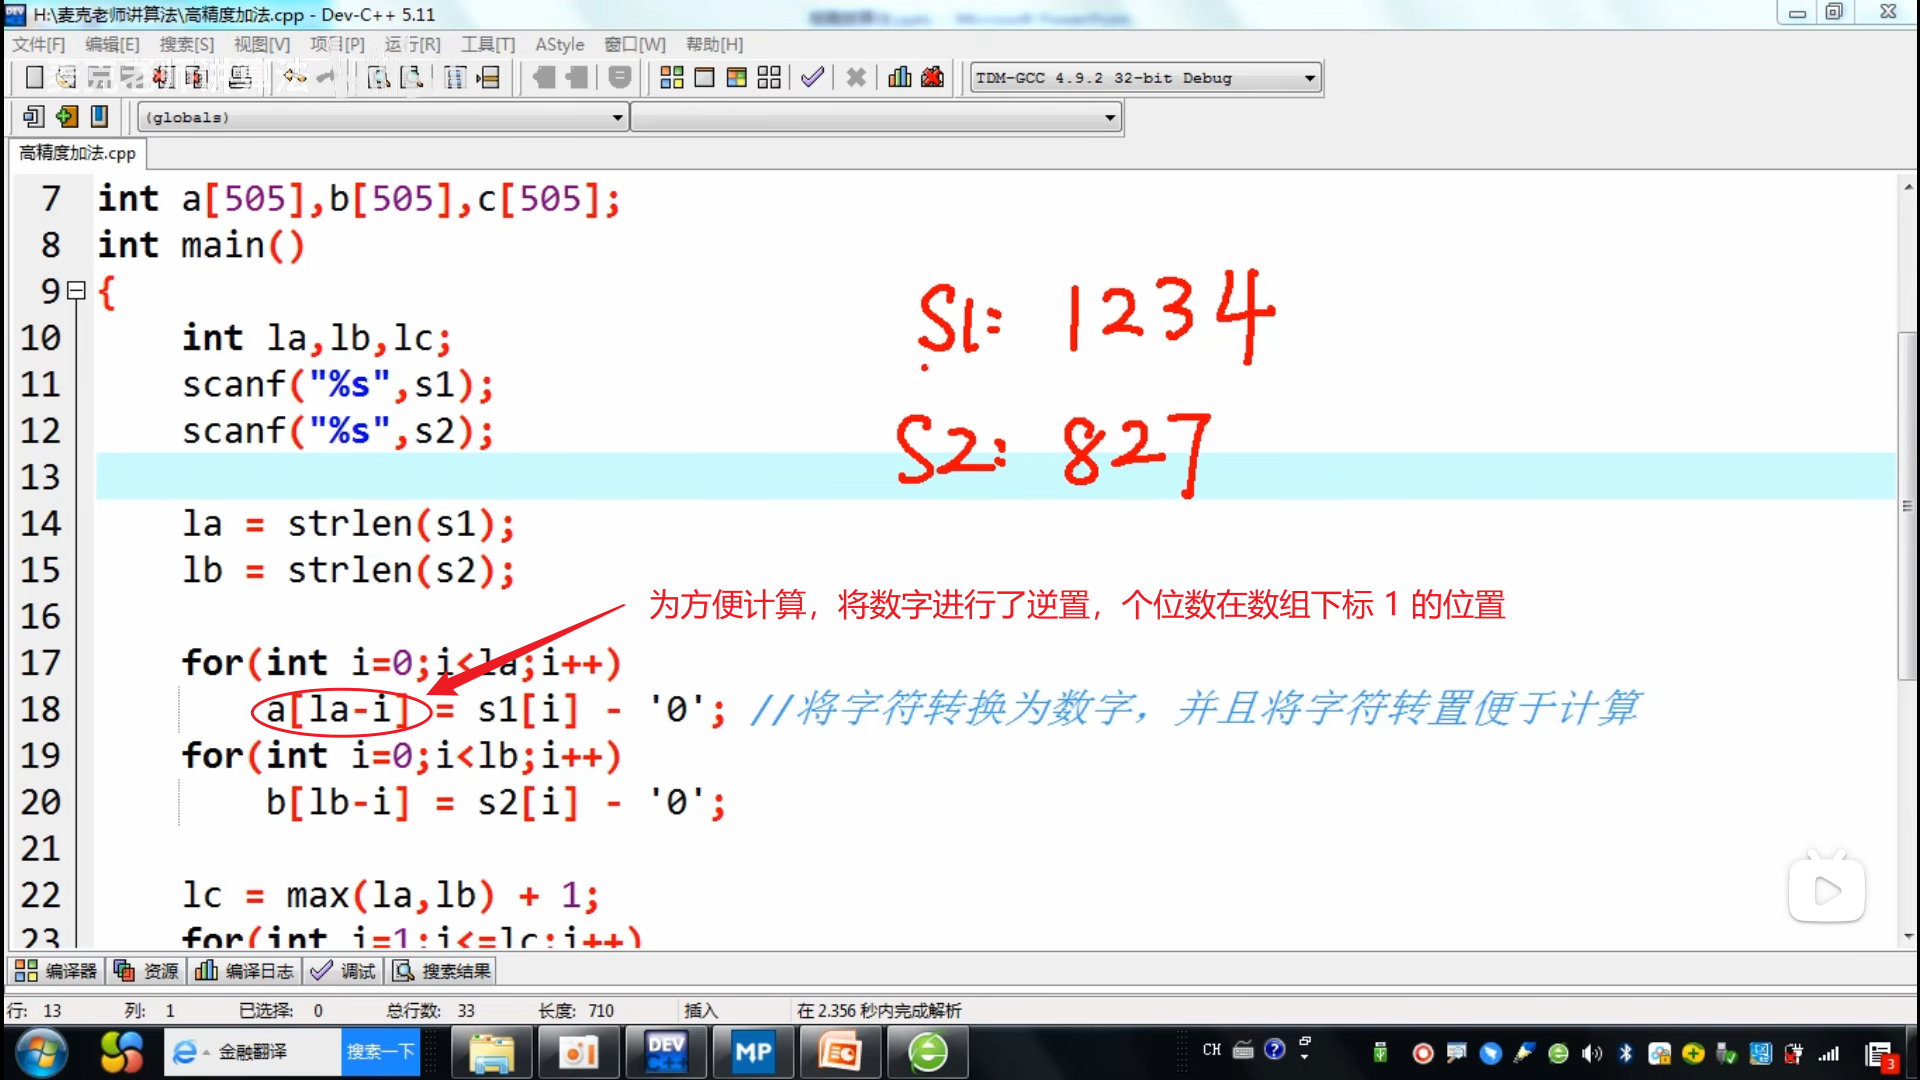 H:\麦克老师讲算法\高精度加法.cpp - Dev-C++ 5.11
文件[F] 编辑[E] 搜索[S] 视图[V] 项目[P] 运行[R] 工具[T] AStyle 窗口[W] 帮助[H]
麦克老师讲算法
TDM-GCC 4.9.2 32-bit Debug
(globals)
高精度加法.cpp
7 int a[505],b[505],c[505];
8 int main()
9 {
10 int la,lb,lc;
S1: 1234
11 scanf("%s",s1);
12 scanf("%s",s2);
S2: 827
13
14 la = strlen(s1);
15 lb = strlen(s2);
为方便计算，将数字进行了逆置，个位数在数组下标 1 的位置
16
17 for(int i=0;i<la;i++)
18 a[la-i] = s1[i] - '0'; //将字符转换为数字，并且将字符转置便于计算
19 for(int i=0;i<lb;i++)
20 b[lb-i] = s2[i] - '0';
21
22 lc = max(la,lb) + 1;
23 for(int i=1;i<=lc;i++)
编译器 资源 编译日志 调试 搜索结果
行: 13 列: 1 已选择: 0 总行数: 33 长度: 710 插入 在 2.356 秒内完成解析
金融翻译 搜索一下 DEV C++ MP CH 3